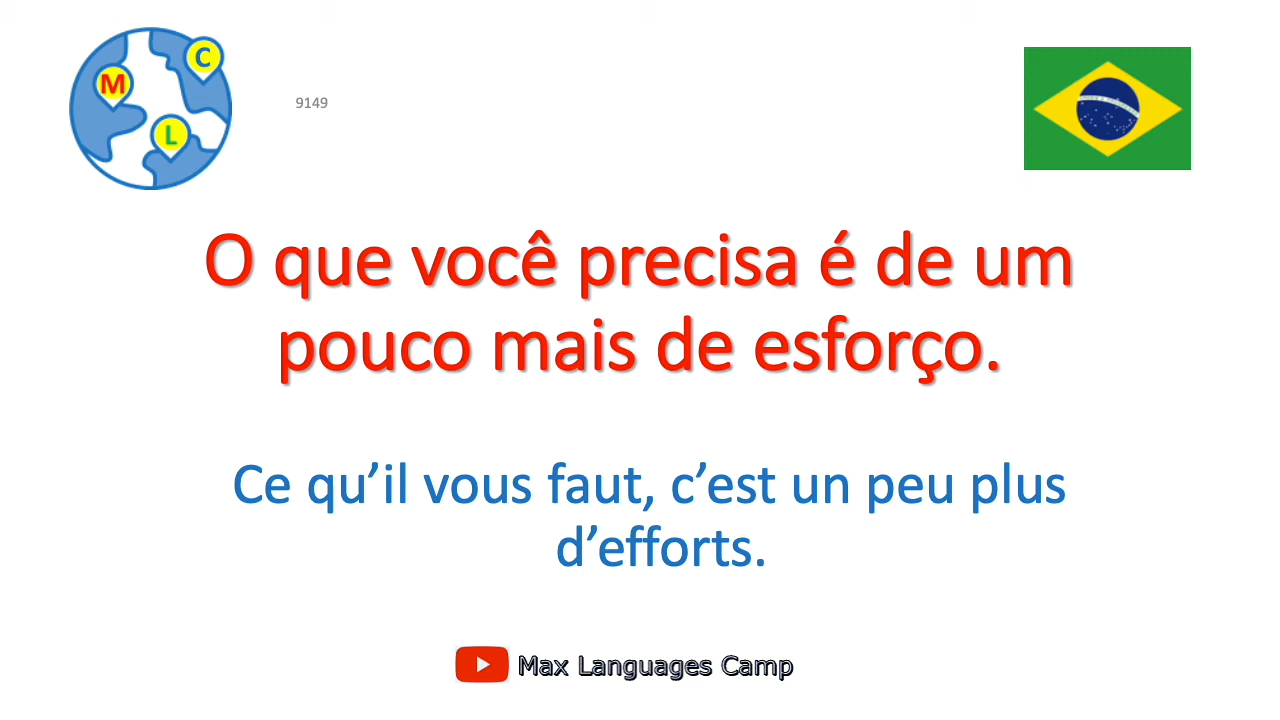 C
M
L
9149
O que você precisa é de um
pouco mais de esforço.
Ce qu’il vous faut, c’est un peu plus
d’efforts.
Max Languages Camp